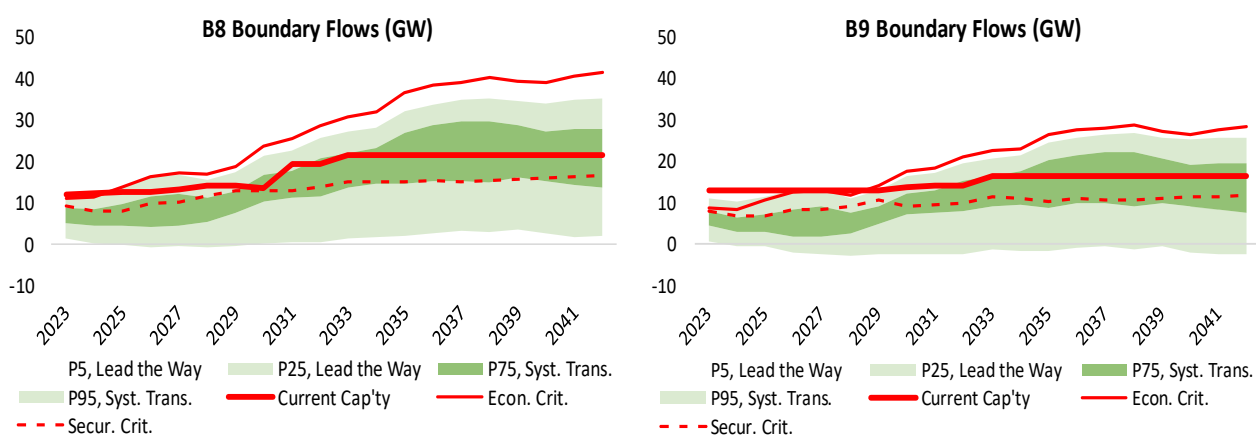 B8 Boundary Flows (GW)
50
40
30
20
10
0
-10
2023
2025
2027
2029
2031
2033
2035
2037
2039
2041
P5, Lead the Way
P25, Lead the Way
P75, Syst. Trans.
P95, Syst. Trans.
Current Cap'ty
Econ. Crit.
Secur. Crit.
B9 Boundary Flows (GW)
50
40
30
20
10
0
-10
2023
2025
2027
2029
2031
2033
2035
2037
2039
2041
P5, Lead the Way
P25, Lead the Way
P75, Syst. Trans.
P95, Syst. Trans.
Current Cap'ty
Econ. Crit.
Secur. Crit.